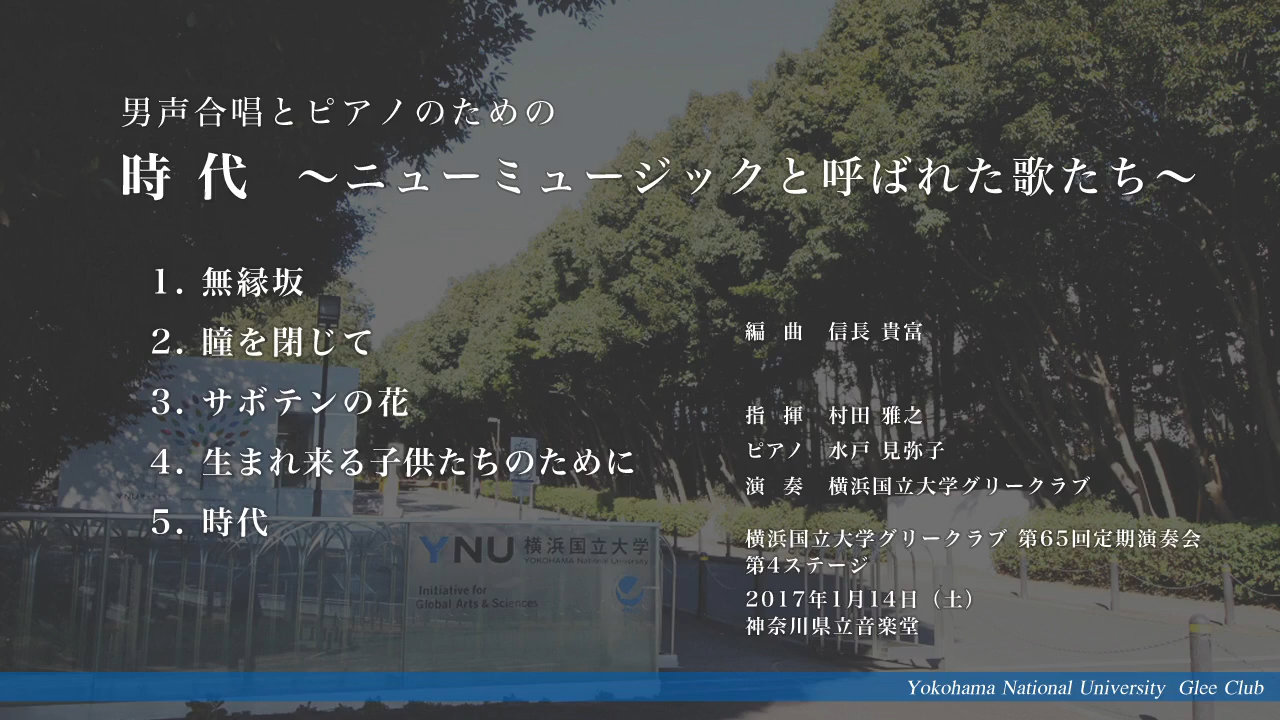 男声合唱とピアノのための
時代 ～ニューミュージックと呼ばれた歌たち～
1. 無縁坂
2. 瞳を閉じて
3. サボテンの花
4. 生まれ来る子供たちのために
5. 時代
編 曲 信長 貴富
指 揮 村田 雅之
ピアノ 水戸 見弥子
演 奏 横浜国立大学グリークラブ
横浜国立大学グリークラブ 第65回定期演奏会
第4ステージ
2017年1月14日（土）
神奈川県立音楽堂
YNU 横浜国立大学
YOKOHAMA National University
Initiative for
Global Arts & Sciences
Yokohama National University Glee Club